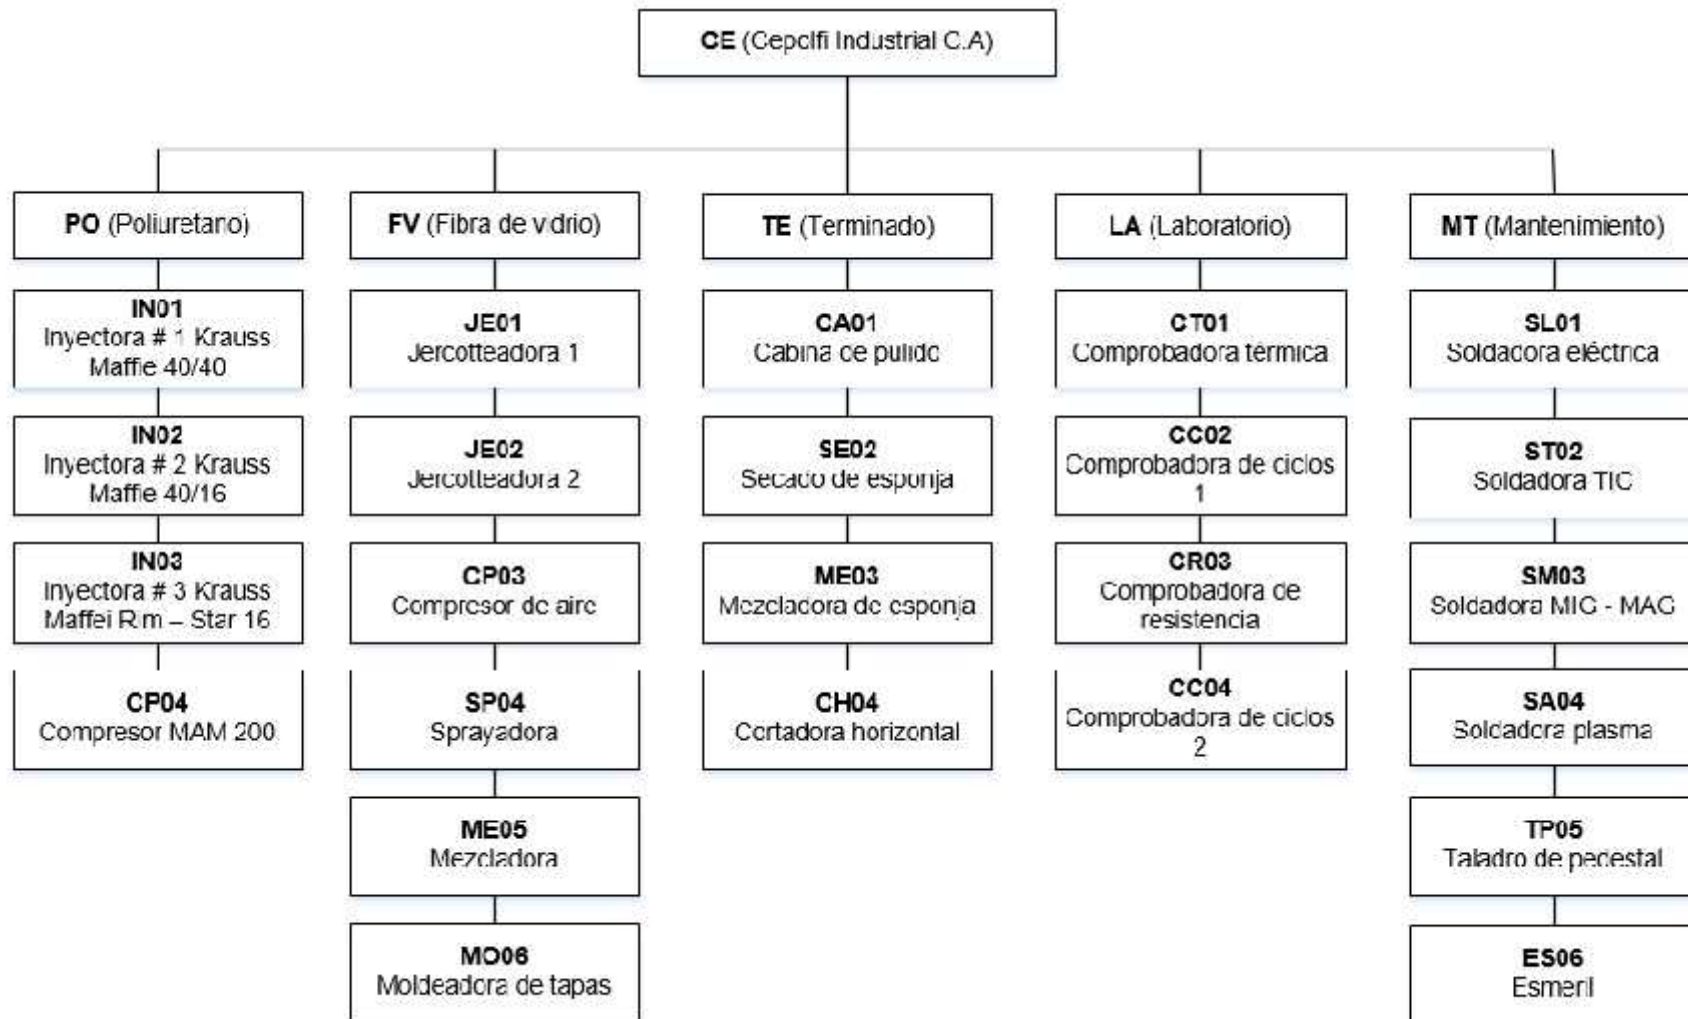 CE (Cepolfi Industrial C.A)
PO (Poliuretano)
FV (Fibra de vidrio)
TE (Terminado)
LA (Laboratorio)
MT (Mantenimiento)
IN01
Inyectora # 1 Krauss
Maffie 40/40
JE01
Jercotteadora 1
CA01
Cabina de pulido
CT01
Comprobadora térmica
SL01
Soldadora eléctrica
IN02
Inyectora # 2 Krauss
Maffie 40/16
JE02
Jercotteadora 2
SE02
Secado de esponja
CC02
Comprobadora de ciclos
1
ST02
Soldadora TIG
IN03
Inyectora # 3 Krauss
Maffei Rim – Star 16
CP03
Compresor de aire
ME03
Mezcladora de esponja
CR03
Comprobadora de
resistencia
SM03
Soldadora MIG - MAG
CP04
Compresor MAM 200
SP04
Sprayadora
CH04
Cortadora horizontal
CC04
Comprobadora de ciclos
2
SA04
Soldadora plasma
ME05
Mezcladora
TP05
Taladro de pedestal
MO06
Moldeadora de tapas
ES06
Esmeril